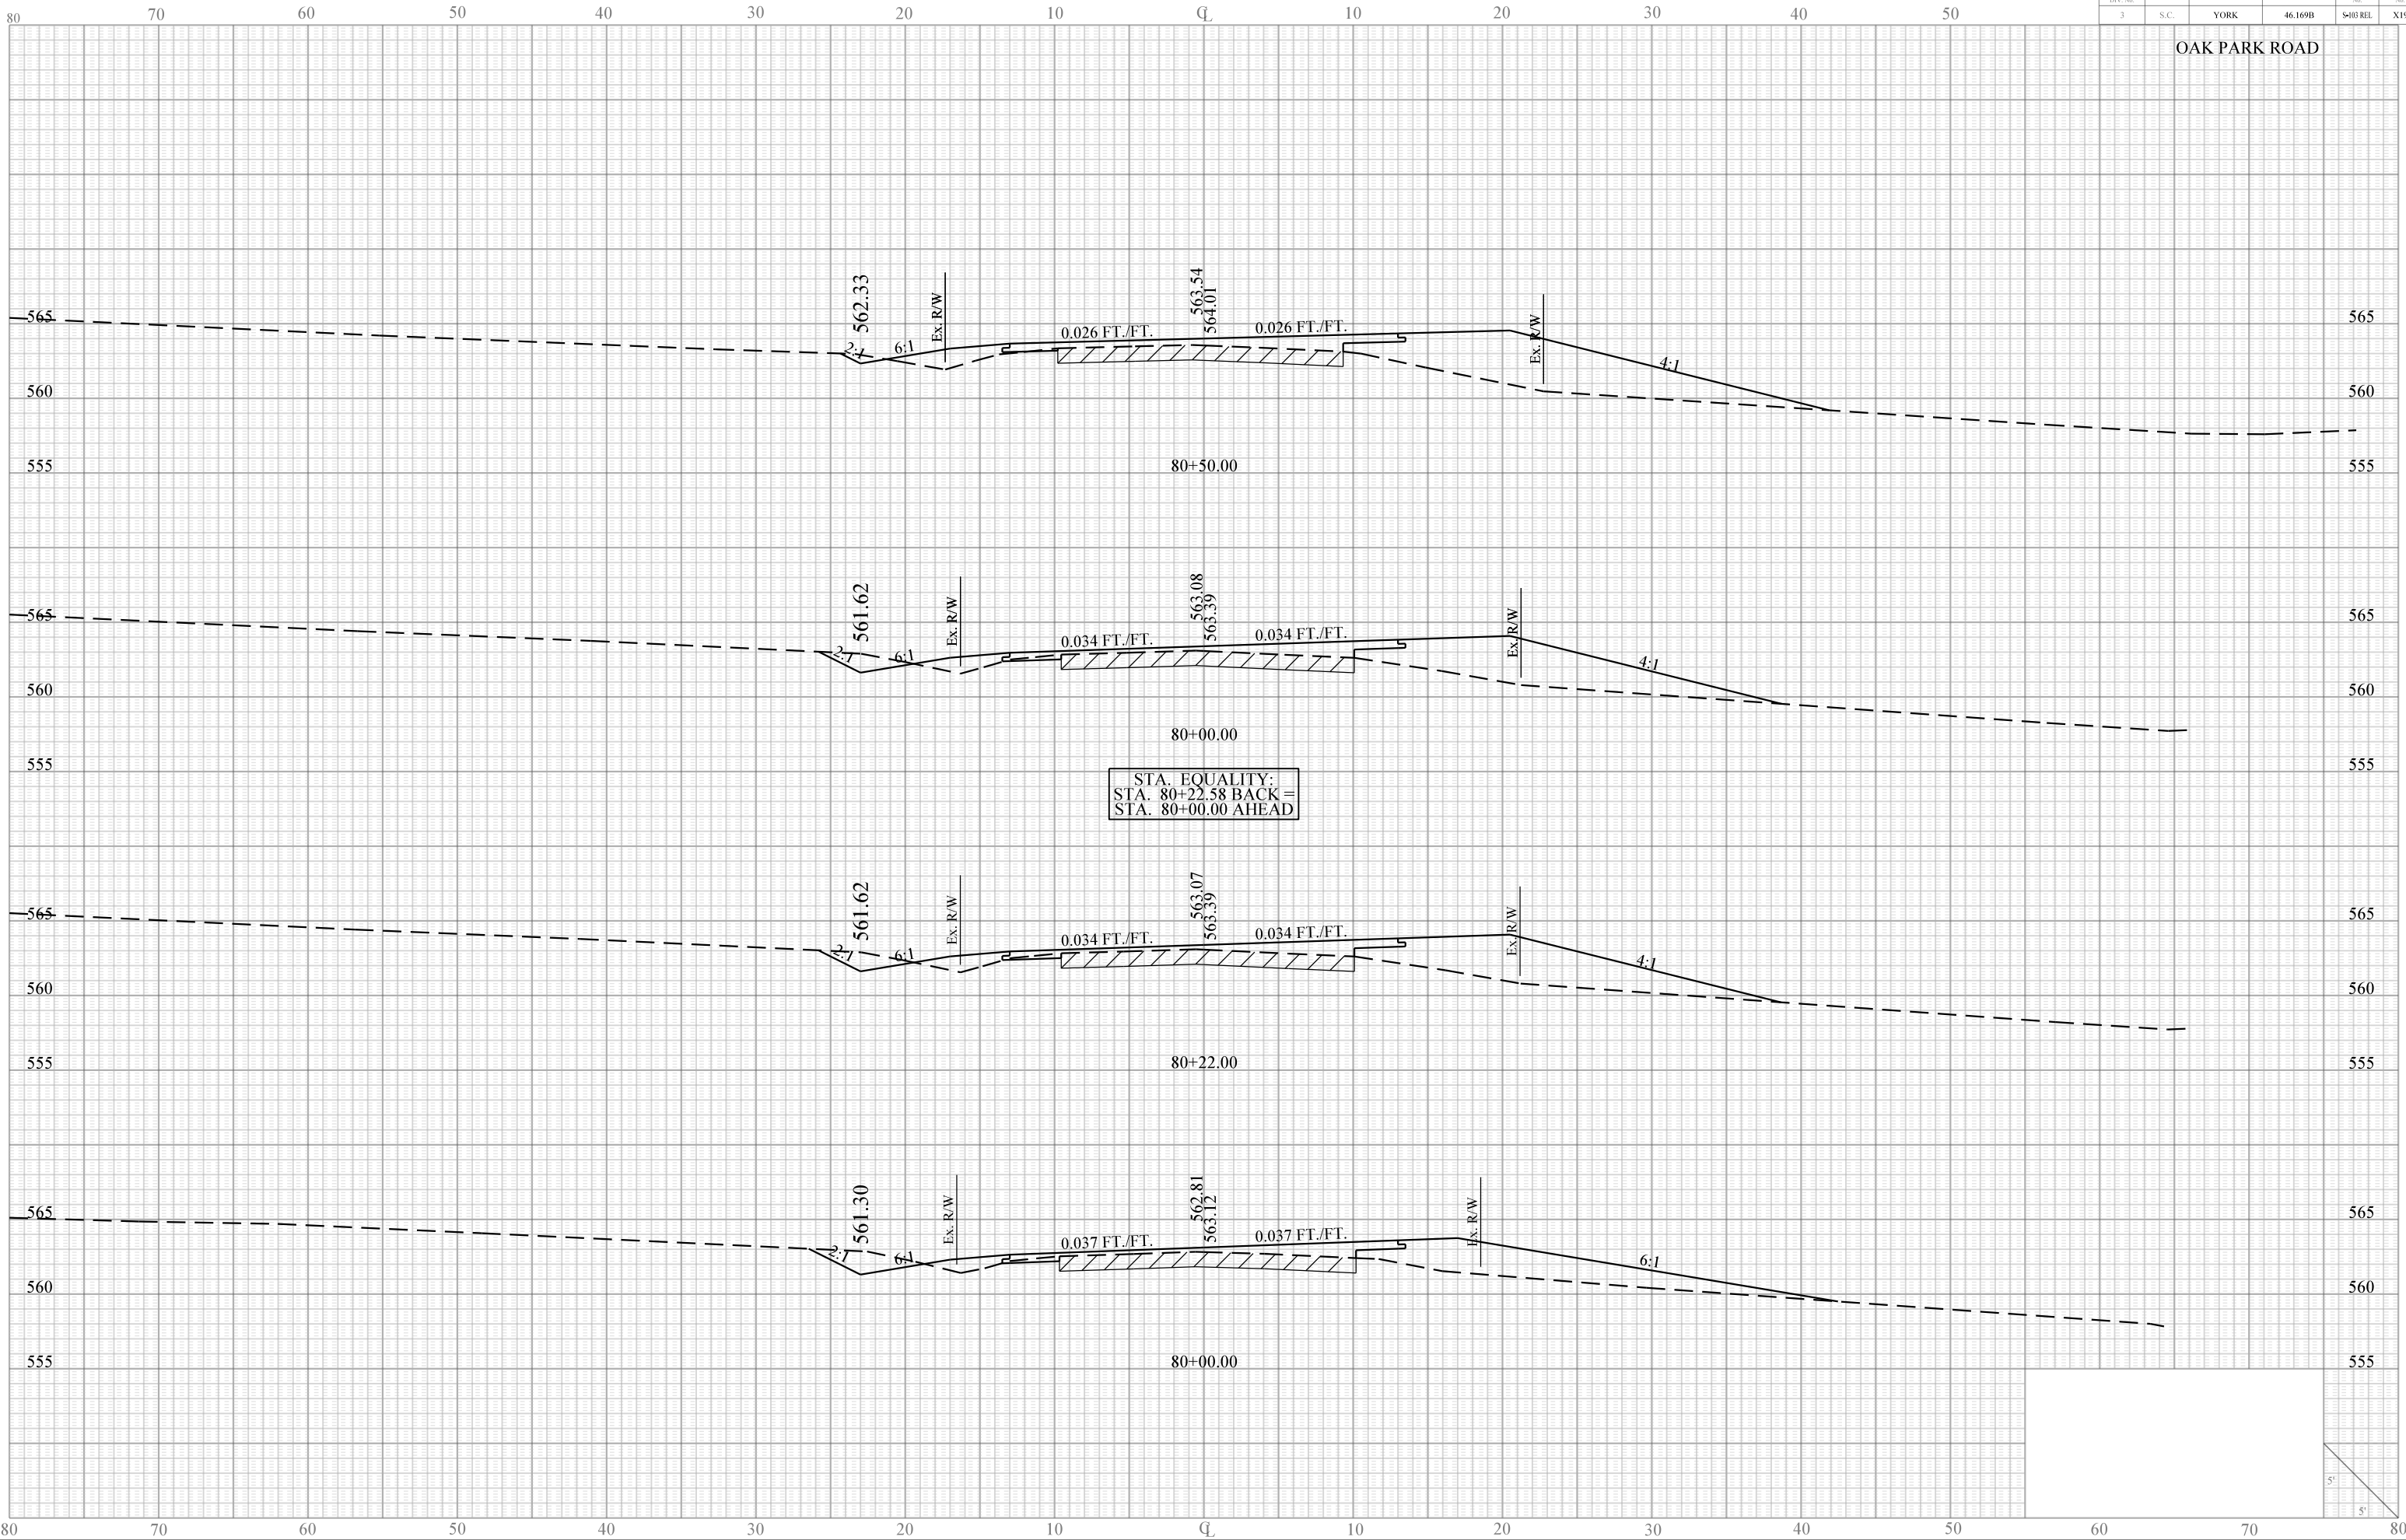 80 70 60 50 40 30 20 10 CL 10 20 30 40 50
3 S.C. YORK 46.169B S-103 REL
OAK PARK ROAD
562.33
Ex. R/W
563.54
564.01
Ex. R/W
565 565
0.026 FT./FT. 0.026 FT./FT.
2:1 6:1 4:1
560 560
555 80+50.00 555
561.62
Ex. R/W
563.08
563.39
Ex. R/W
565 565
0.034 FT./FT. 0.034 FT./FT.
2:1 6:1 4:1
560 560
80+00.00
555 555
STA. EQUALITY:
STA. 80+22.58 BACK =
STA. 80+00.00 AHEAD
561.62
Ex. R/W
563.07
563.39
Ex. R/W
565 565
0.034 FT./FT. 0.034 FT./FT.
2:1 6:1 4:1
560 560
555 80+22.00 555
561.30
Ex. R/W
562.81
563.12
Ex. R/W
565 565
0.037 FT./FT. 0.037 FT./FT.
2:1 6:1 6:1
560 560
555 80+00.00 555
5'
5'
80 70 60 50 40 30 20 10 CL 10 20 30 40 50 60 70